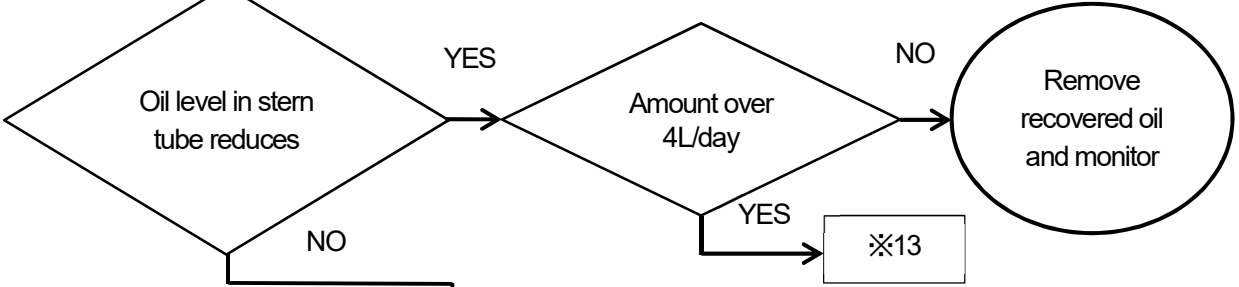 Oil level in stern
tube reduces
YES
Amount over
4L/day
NO
Remove
recovered oil
and monitor
NO
YES
※13